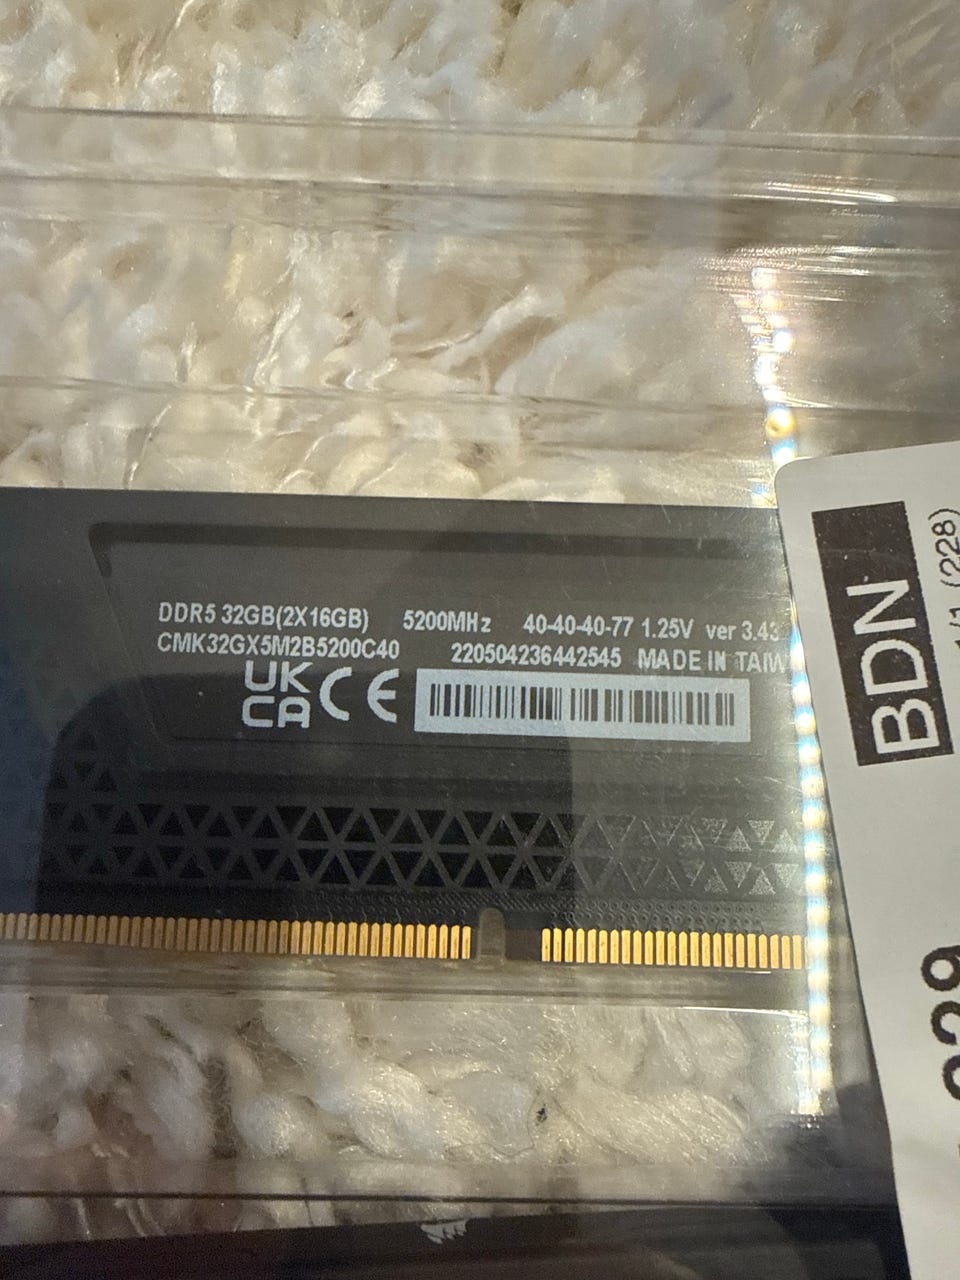 DDR5 32GB(2X16GB) 5200MHz 40-40-40-77 1.25V ver 3.43
CMK32GX5M2B5200C40 220504236442545 MADE IN TAIW
UK
CA CE
BDN
(228)